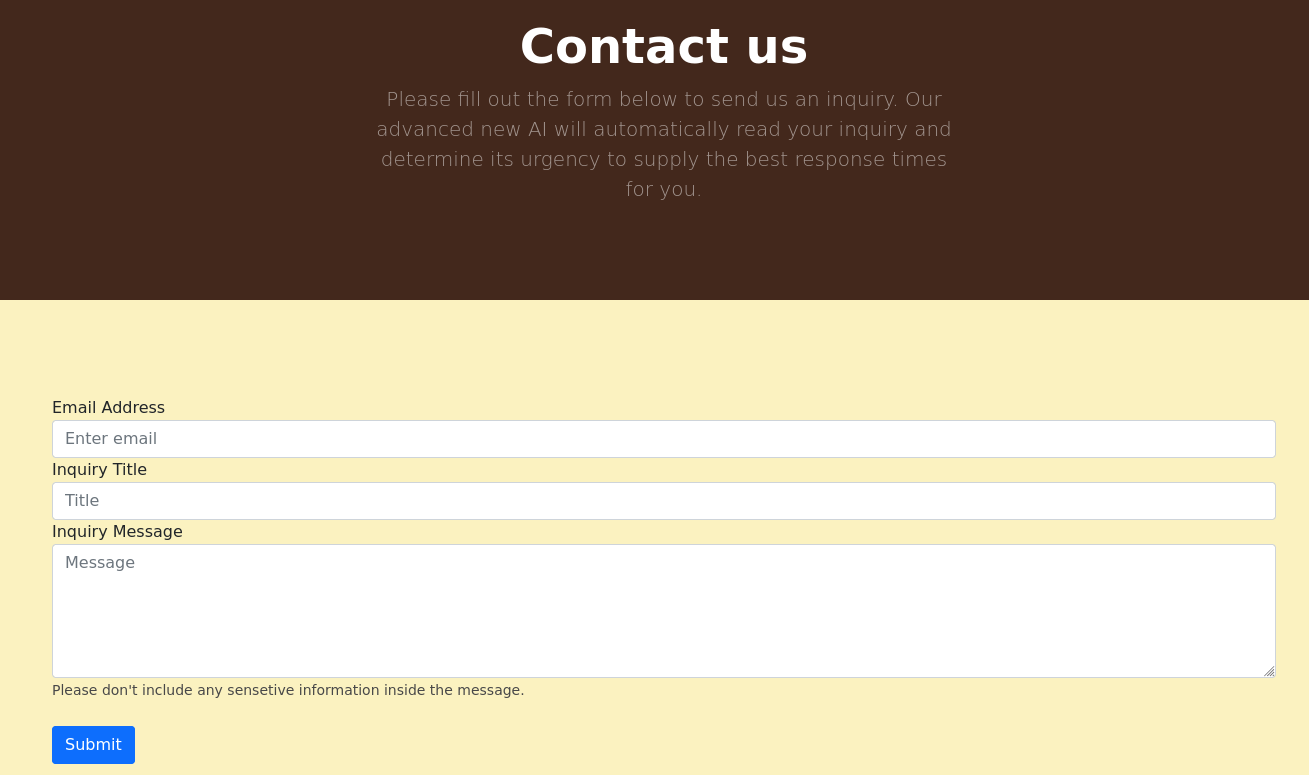 Contact us
Please fill out the form below to send us an inquiry. Our
advanced new AI will automatically read your inquiry and
determine its urgency to supply the best response times
for you.
Email Address
Enter email
Inquiry Title
Title
Inquiry Message
Message
Please don't include any sensetive information inside the message.
Submit